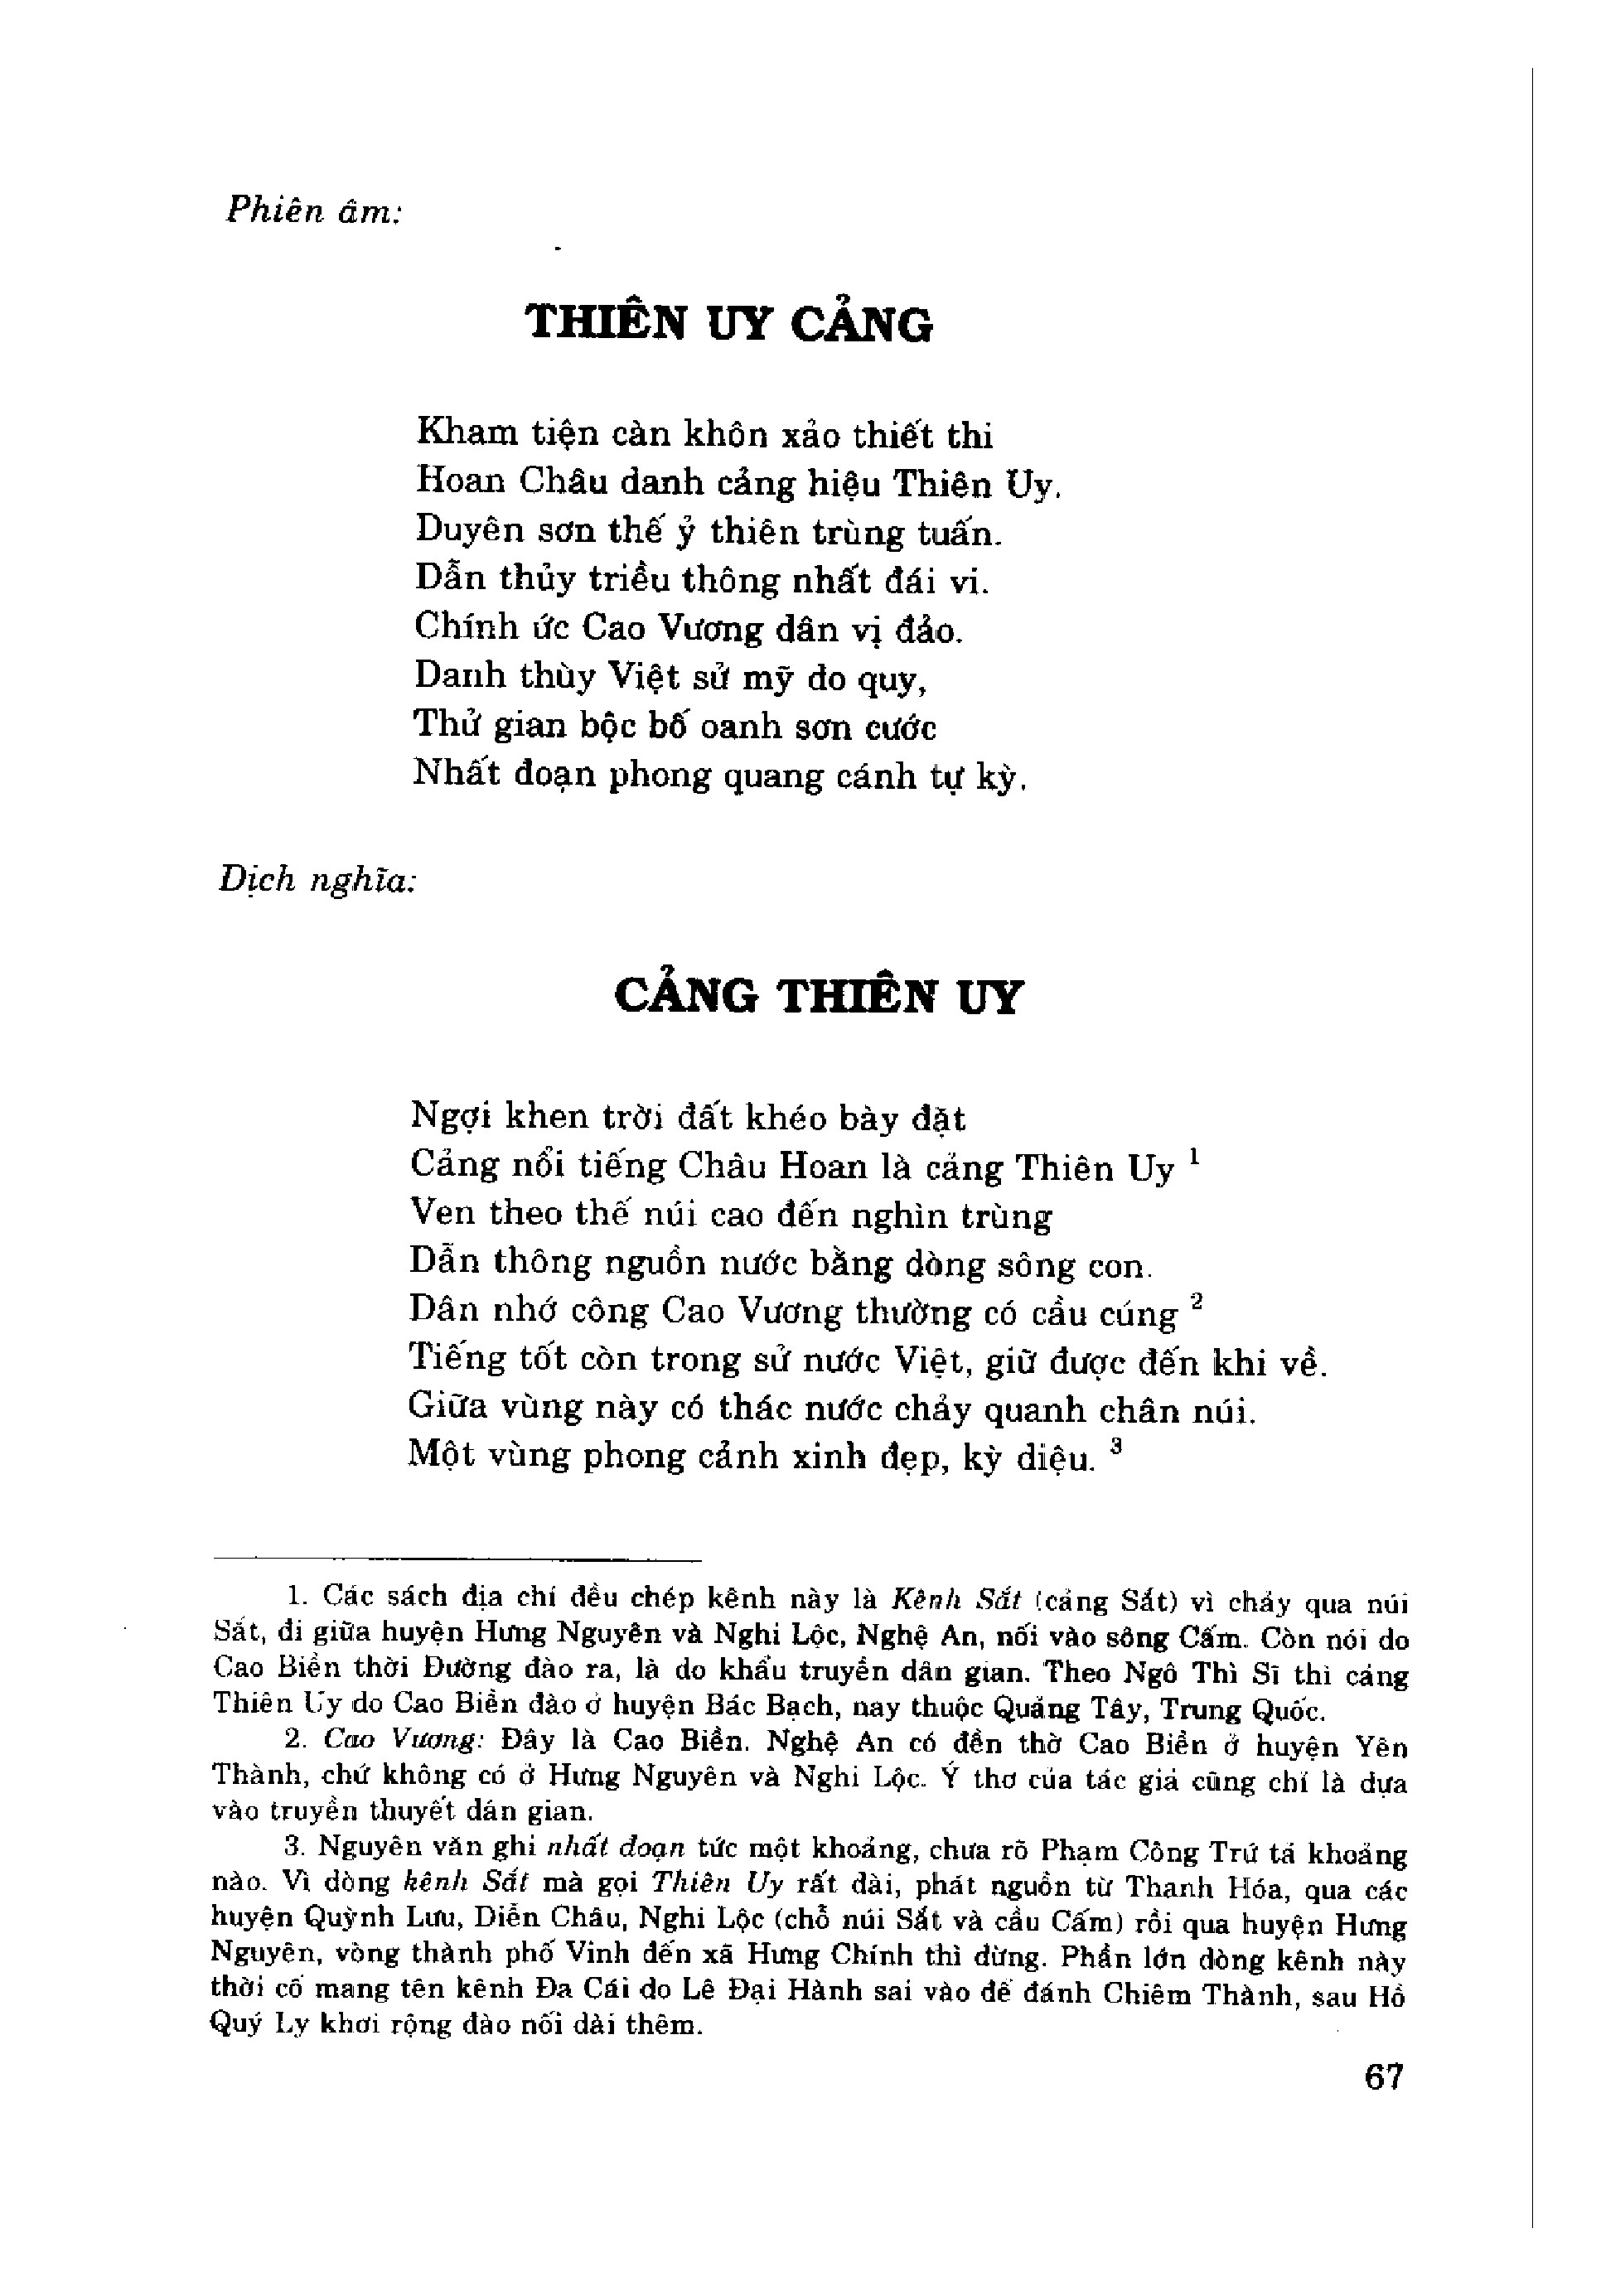 Phiên âm:
THIÊN UY CẢNG
Kham tiện càn khôn xảo thiết thi
Hoan Châu danh cảng hiệu Thiên Uy.
Duyên sơn thế ỷ thiên trùng tuấn.
Dẫn thủy triều thông nhất đái vi.
Chính ức Cao Vương dân vị đảo.
Danh thùy Việt sử mỹ do quy,
Thử gian bộc bố oanh sơn cước
Nhất đoạn phong quang cánh tự kỳ.
Dịch nghĩa:
CẢNG THIÊN UY
Ngợi khen trời đất khéo bày đặt
Cảng nổi tiếng Châu Hoan là cảng Thiên Uy 1
Ven theo thế núi cao đến nghìn trùng
Dẫn thông nguồn nước bằng dòng sông con.
Dân nhớ công Cao Vương thường có cầu cúng 2
Tiếng tốt còn trong sử nước Việt, giữ được đến khi về.
Giữa vùng này có thác nước chảy quanh chân núi.
Một vùng phong cảnh xinh đẹp, kỳ diệu. 3
1. Các sách địa chí đều chép kênh này là Kênh Sắt (cảng Sắt) vì chảy qua núi
Sắt, đi giữa huyện Hưng Nguyên và Nghi Lộc, Nghệ An, nối vào sông Cấm. Còn nói do
Cao Biền thời Đường đào ra, là do khẩu truyền dân gian. Theo Ngô Thì Sĩ thì cảng
Thiên Uy do Cao Biền đào ở huyện Bác Bạch, nay thuộc Quảng Tây, Trung Quốc.
2. Cao Vương: Đây là Cao Biền. Nghệ An có đền thờ Cao Biền ở huyện Yên
Thành, chứ không có ở Hưng Nguyên và Nghi Lộc. Ý thơ của tác giả cũng chỉ là dựa
vào truyền thuyết dân gian.
3. Nguyên văn ghi nhất đoạn tức một khoảng, chưa rõ Phạm Công Trứ tả khoảng
nào. Vì dòng kênh Sắt mà gọi Thiên Uy rất dài, phát nguồn từ Thanh Hóa, qua các
huyện Quỳnh Lưu, Diễn Châu, Nghi Lộc (chỗ núi Sắt và cầu Cấm) rồi qua huyện Hưng
Nguyên, vòng thành phố Vinh đến xã Hưng Chính thì dừng. Phần lớn dòng kênh này
thời cổ mang tên kênh Đa Cái do Lê Đại Hành sai vào để đánh Chiêm Thành, sau Hồ
Quý Ly khơi rộng đào nối dài thêm.
67